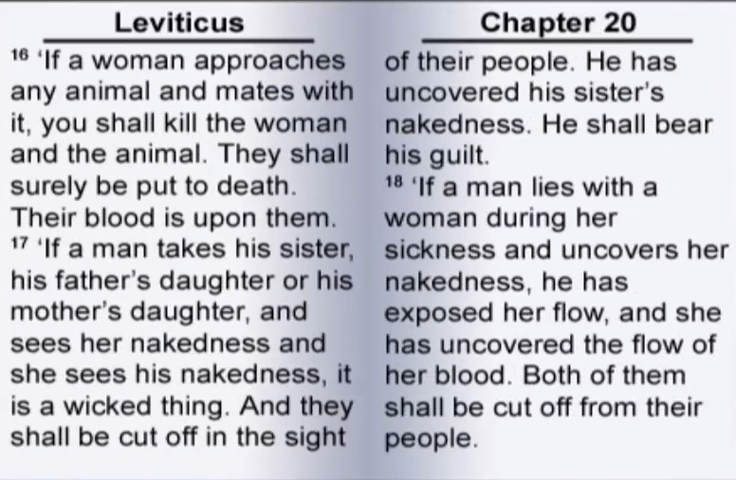 Leviticus
16 ‘If a woman approaches
any animal and mates with
it, you shall kill the woman
and the animal. They shall
surely be put to death.
Their blood is upon them.
17 ‘If a man takes his sister,
his father’s daughter or his
mother’s daughter, and
sees her nakedness and
she sees his nakedness, it
is a wicked thing. And they
shall be cut off in the sight
Chapter 20
of their people. He has
uncovered his sister’s
nakedness. He shall bear
his guilt.
18 ‘If a man lies with a
woman during her
sickness and uncovers her
nakedness, he has
exposed her flow, and she
has uncovered the flow of
her blood. Both of them
shall be cut off from their
people.